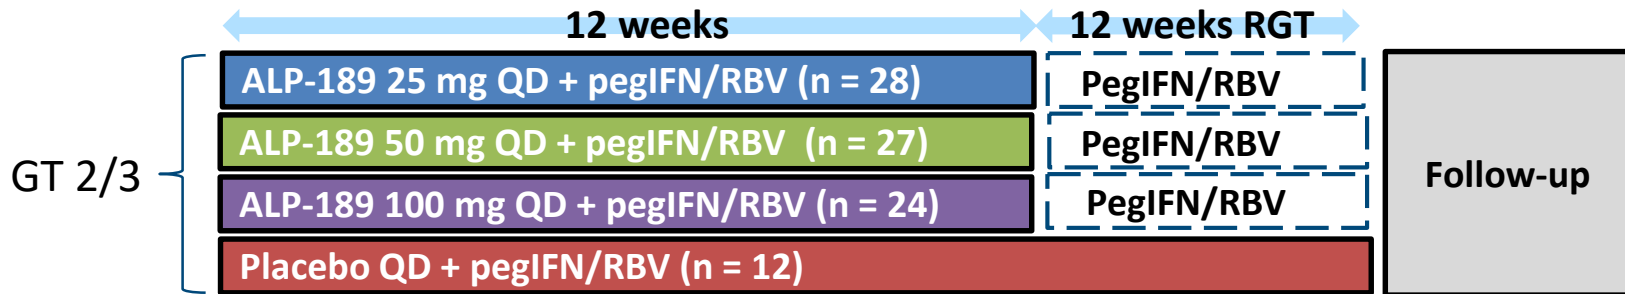 12 weeks 12 weeks RGT
ALP-189 25 mg QD + pegIFN/RBV (n = 28) PegIFN/RBV
ALP-189 50 mg QD + pegIFN/RBV (n = 27) PegIFN/RBV
GT 2/3
Follow-up
ALP-189 100 mg QD + pegIFN/RBV (n = 24) PegIFN/RBV
Placebo QD + pegIFN/RBV (n = 12)